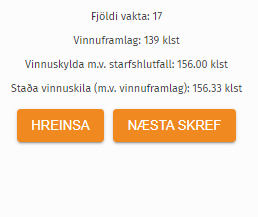 Fjöldi vakta: 17
Vinnuframlag: 139 klst
Vinnuskylda m.v. starfshlutfall: 156.00 klst
Staða vinnuskila (m.v. vinnuframlag): 156.33 klst
HREINSA NÆSTA SKREF